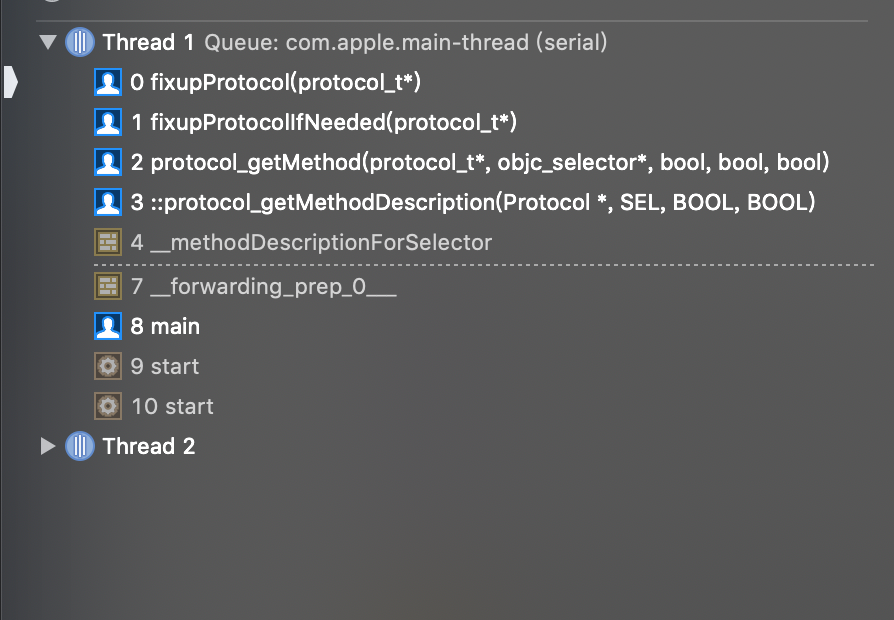 Thread 1 Queue: com.apple.main-thread (serial)
0 fixupProtocol(protocol_t*)
1 fixupProtocolIfNeeded(protocol_t*)
2 protocol_getMethod(protocol_t*, objc_selector*, bool, bool, bool)
3 ::protocol_getMethodDescription(Protocol *, SEL, BOOL, BOOL)
4 __methodDescriptionForSelector
7 __forwarding_prep_0___
8 main
9 start
10 start
Thread 2